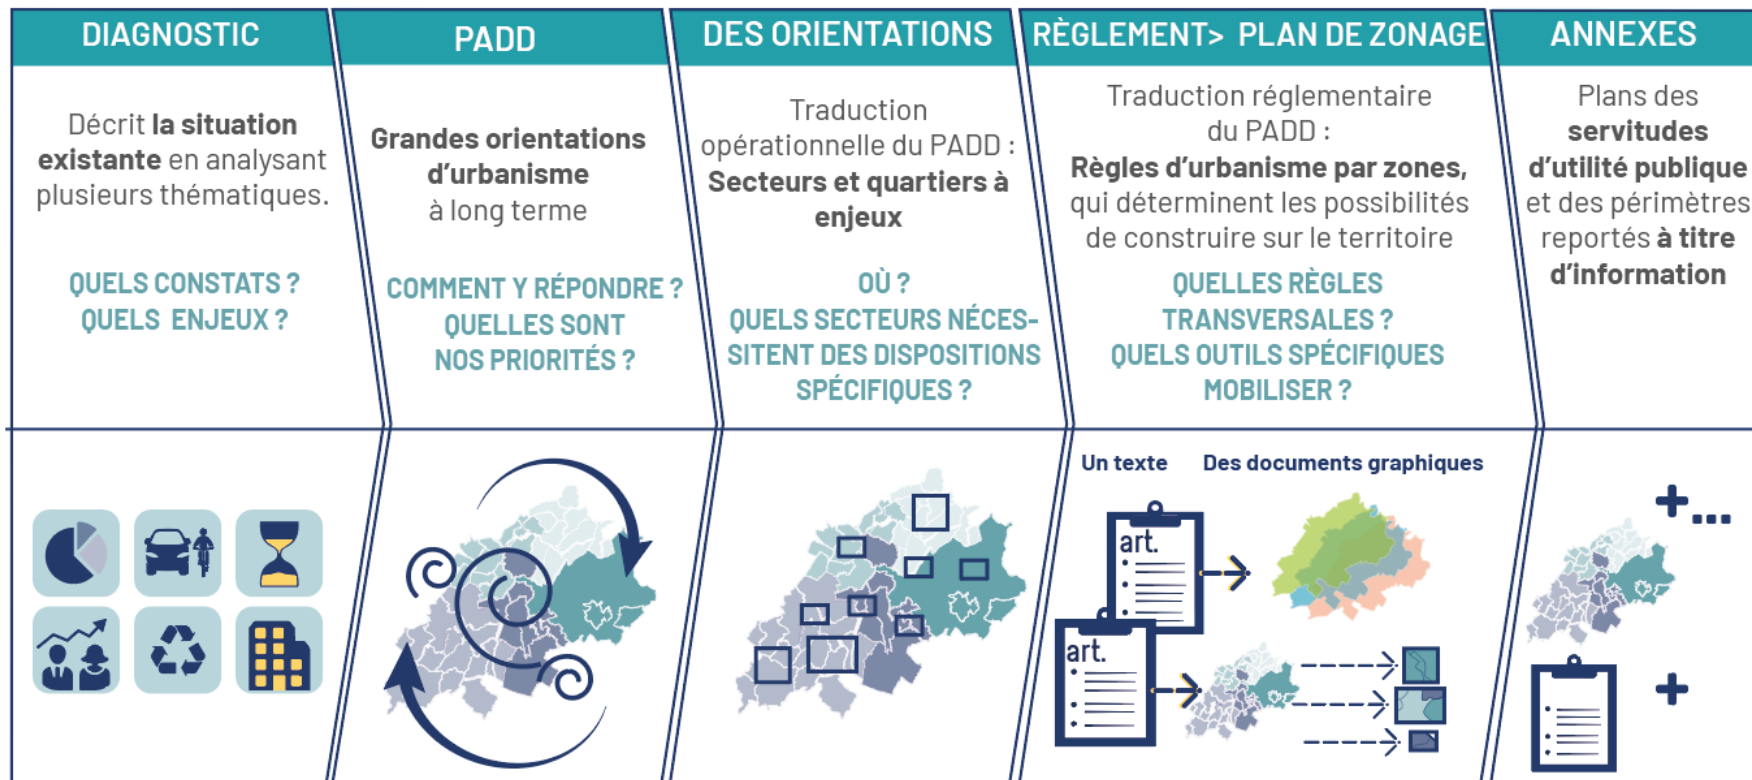 DIAGNOSTIC
Décrit la situation
existante en analysant
plusieurs thématiques.
QUELS CONSTATS ?
QUELS ENJEUX ?
PADD
Grandes orientations
d'urbanisme
à long terme
COMMENT Y RÉPONDRE ?
QUELLES SONT
NOS PRIORITÉS ?
DES ORIENTATIONS
Traduction
opérationnelle du PADD :
Secteurs et quartiers à
enjeux
OÙ ?
QUELS SECTEURS NÉCES-
SITENT DES DISPOSITIONS
SPÉCIFIQUES ?
RÈGLEMENT> PLAN DE ZONAGE
Traduction réglementaire
du PADD :
Règles d'urbanisme par zones,
qui déterminent les possibilités
de construire sur le territoire
QUELLES RÈGLES
TRANSVERSALES ?
QUELS OUTILS SPÉCIFIQUES
MOBILISER ?
Un texte
Des documents graphiques
art.
art.
ANNEXES
Plans des
servitudes
d'utilité publique
et des périmètres
reportés à titre
d'information
+...
+